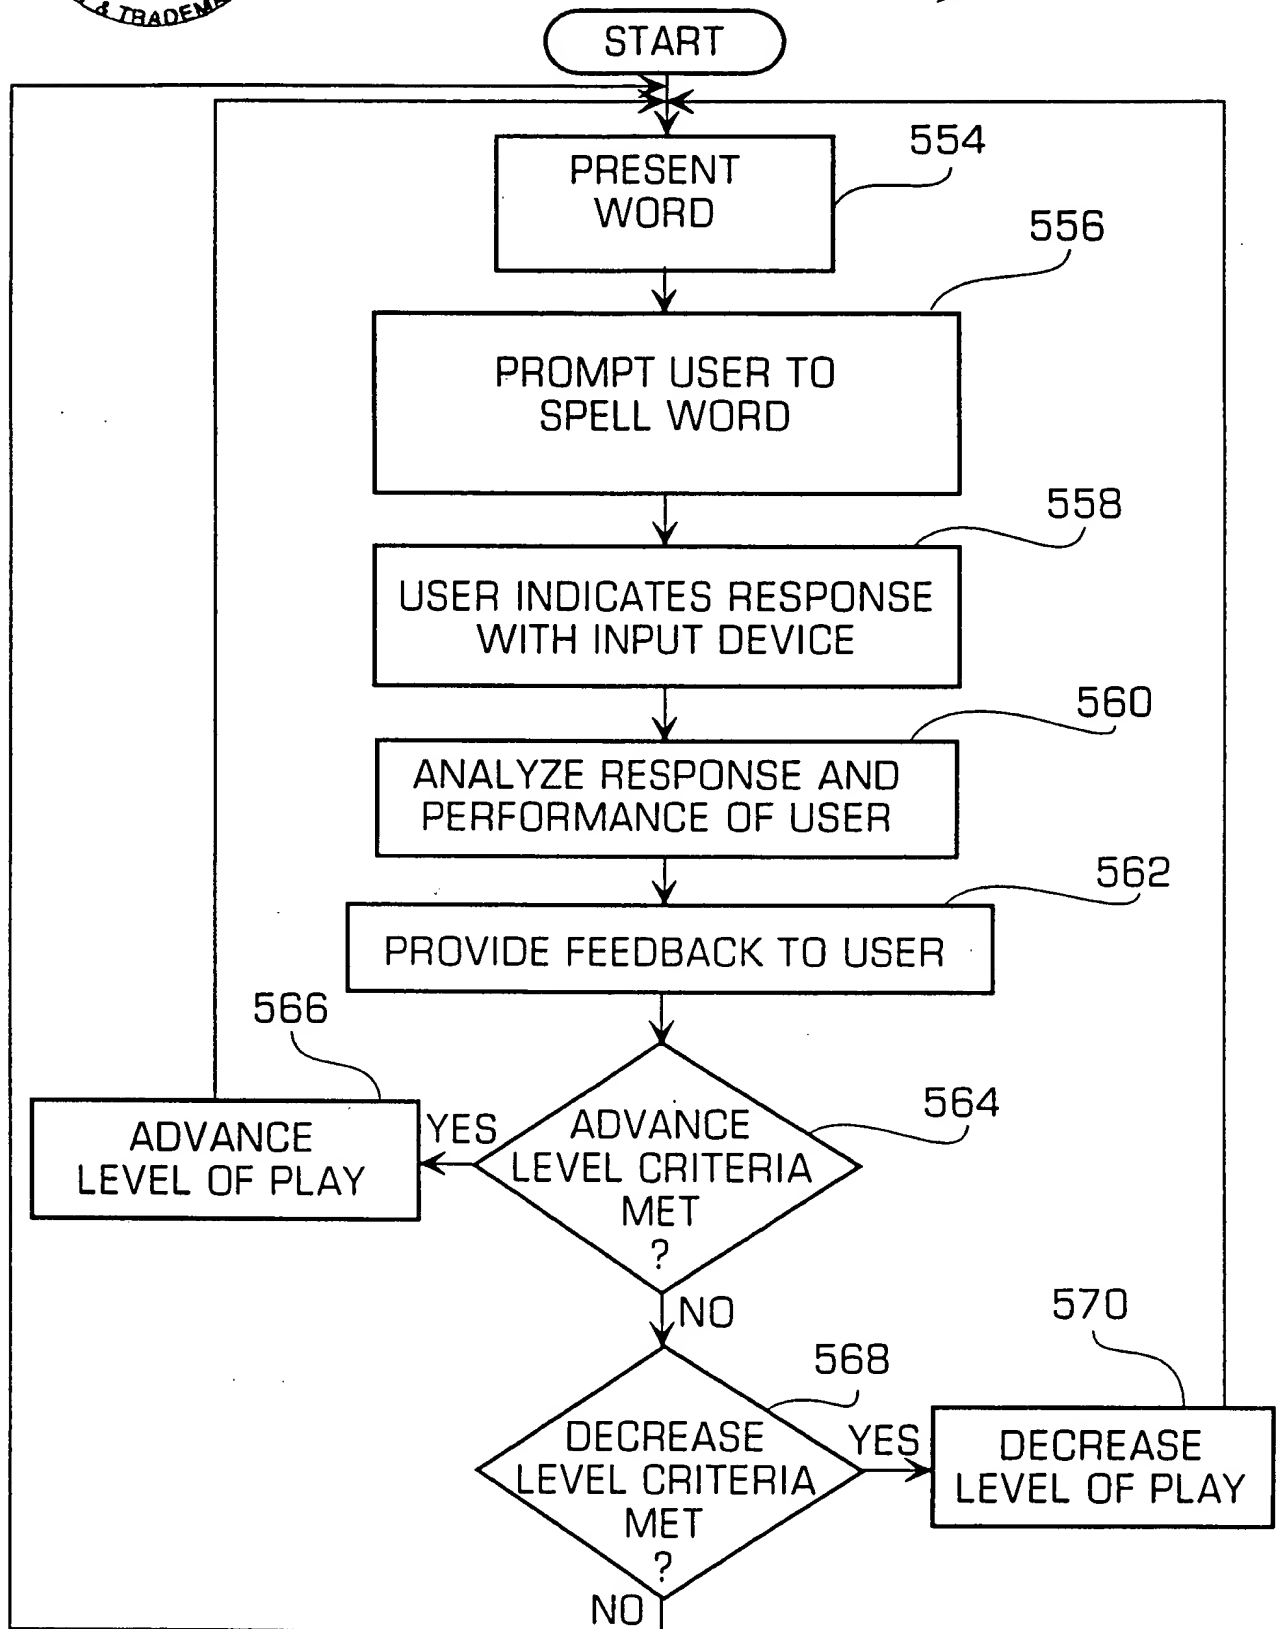 & TRADEMA
START
554
PRESENT
WORD
556
PROMPT USER TO
SPELL WORD
558
USER INDICATES RESPONSE
WITH INPUT DEVICE
560
ANALYZE RESPONSE AND
PERFORMANCE OF USER
562
PROVIDE FEEDBACK TO USER
566
564
ADVANCE
LEVEL OF PLAY
YES
ADVANCE
LEVEL CRITERIA
MET
?
NO
570
568
DECREASE
LEVEL CRITERIA
MET
?
YES
DECREASE
LEVEL OF PLAY
NO